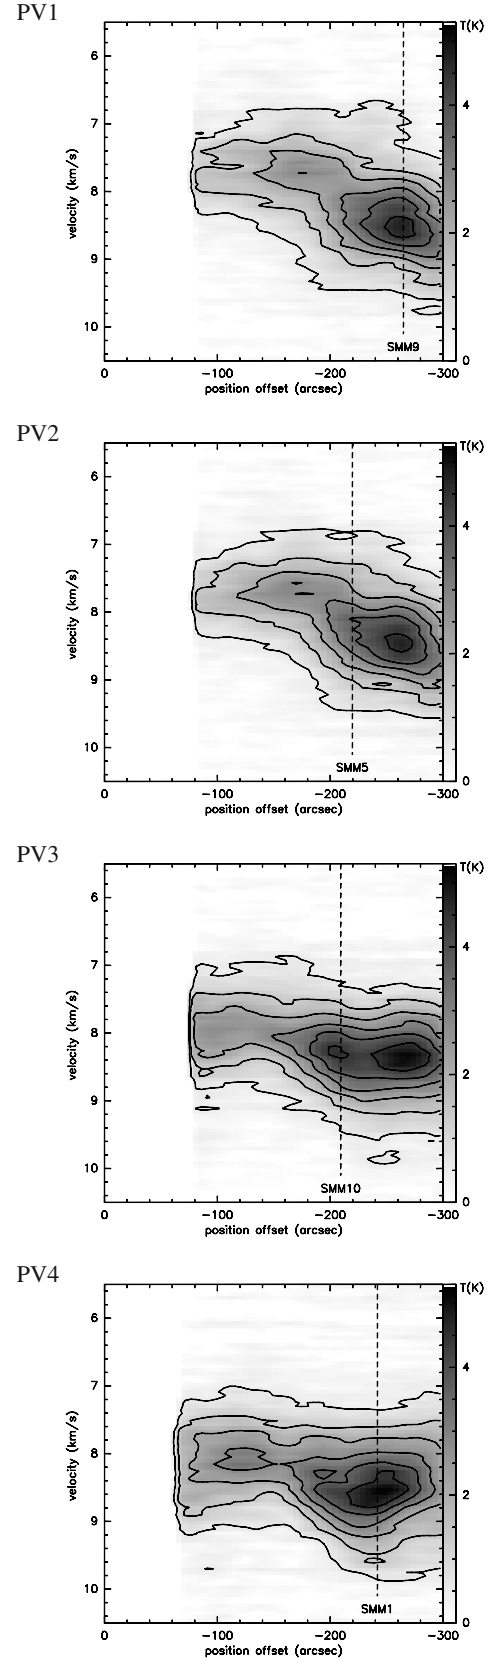 PV1
T(K)
6
7
8
9
10
4
2
0
velocity (km/s)
SMM9
0 −100 −200 −300
position offset (arcsec)
PV2
T(K)
6
7
8
9
10
4
2
0
velocity (km/s)
SMM5
0 −100 −200 −300
position offset (arcsec)
PV3
T(K)
6
7
8
9
10
4
2
0
velocity (km/s)
SMM10
0 −100 −200 −300
position offset (arcsec)
PV4
T(K)
6
7
8
9
10
4
2
0
velocity (km/s)
SMM1
0 −100 −200 −300
position offset (arcsec)